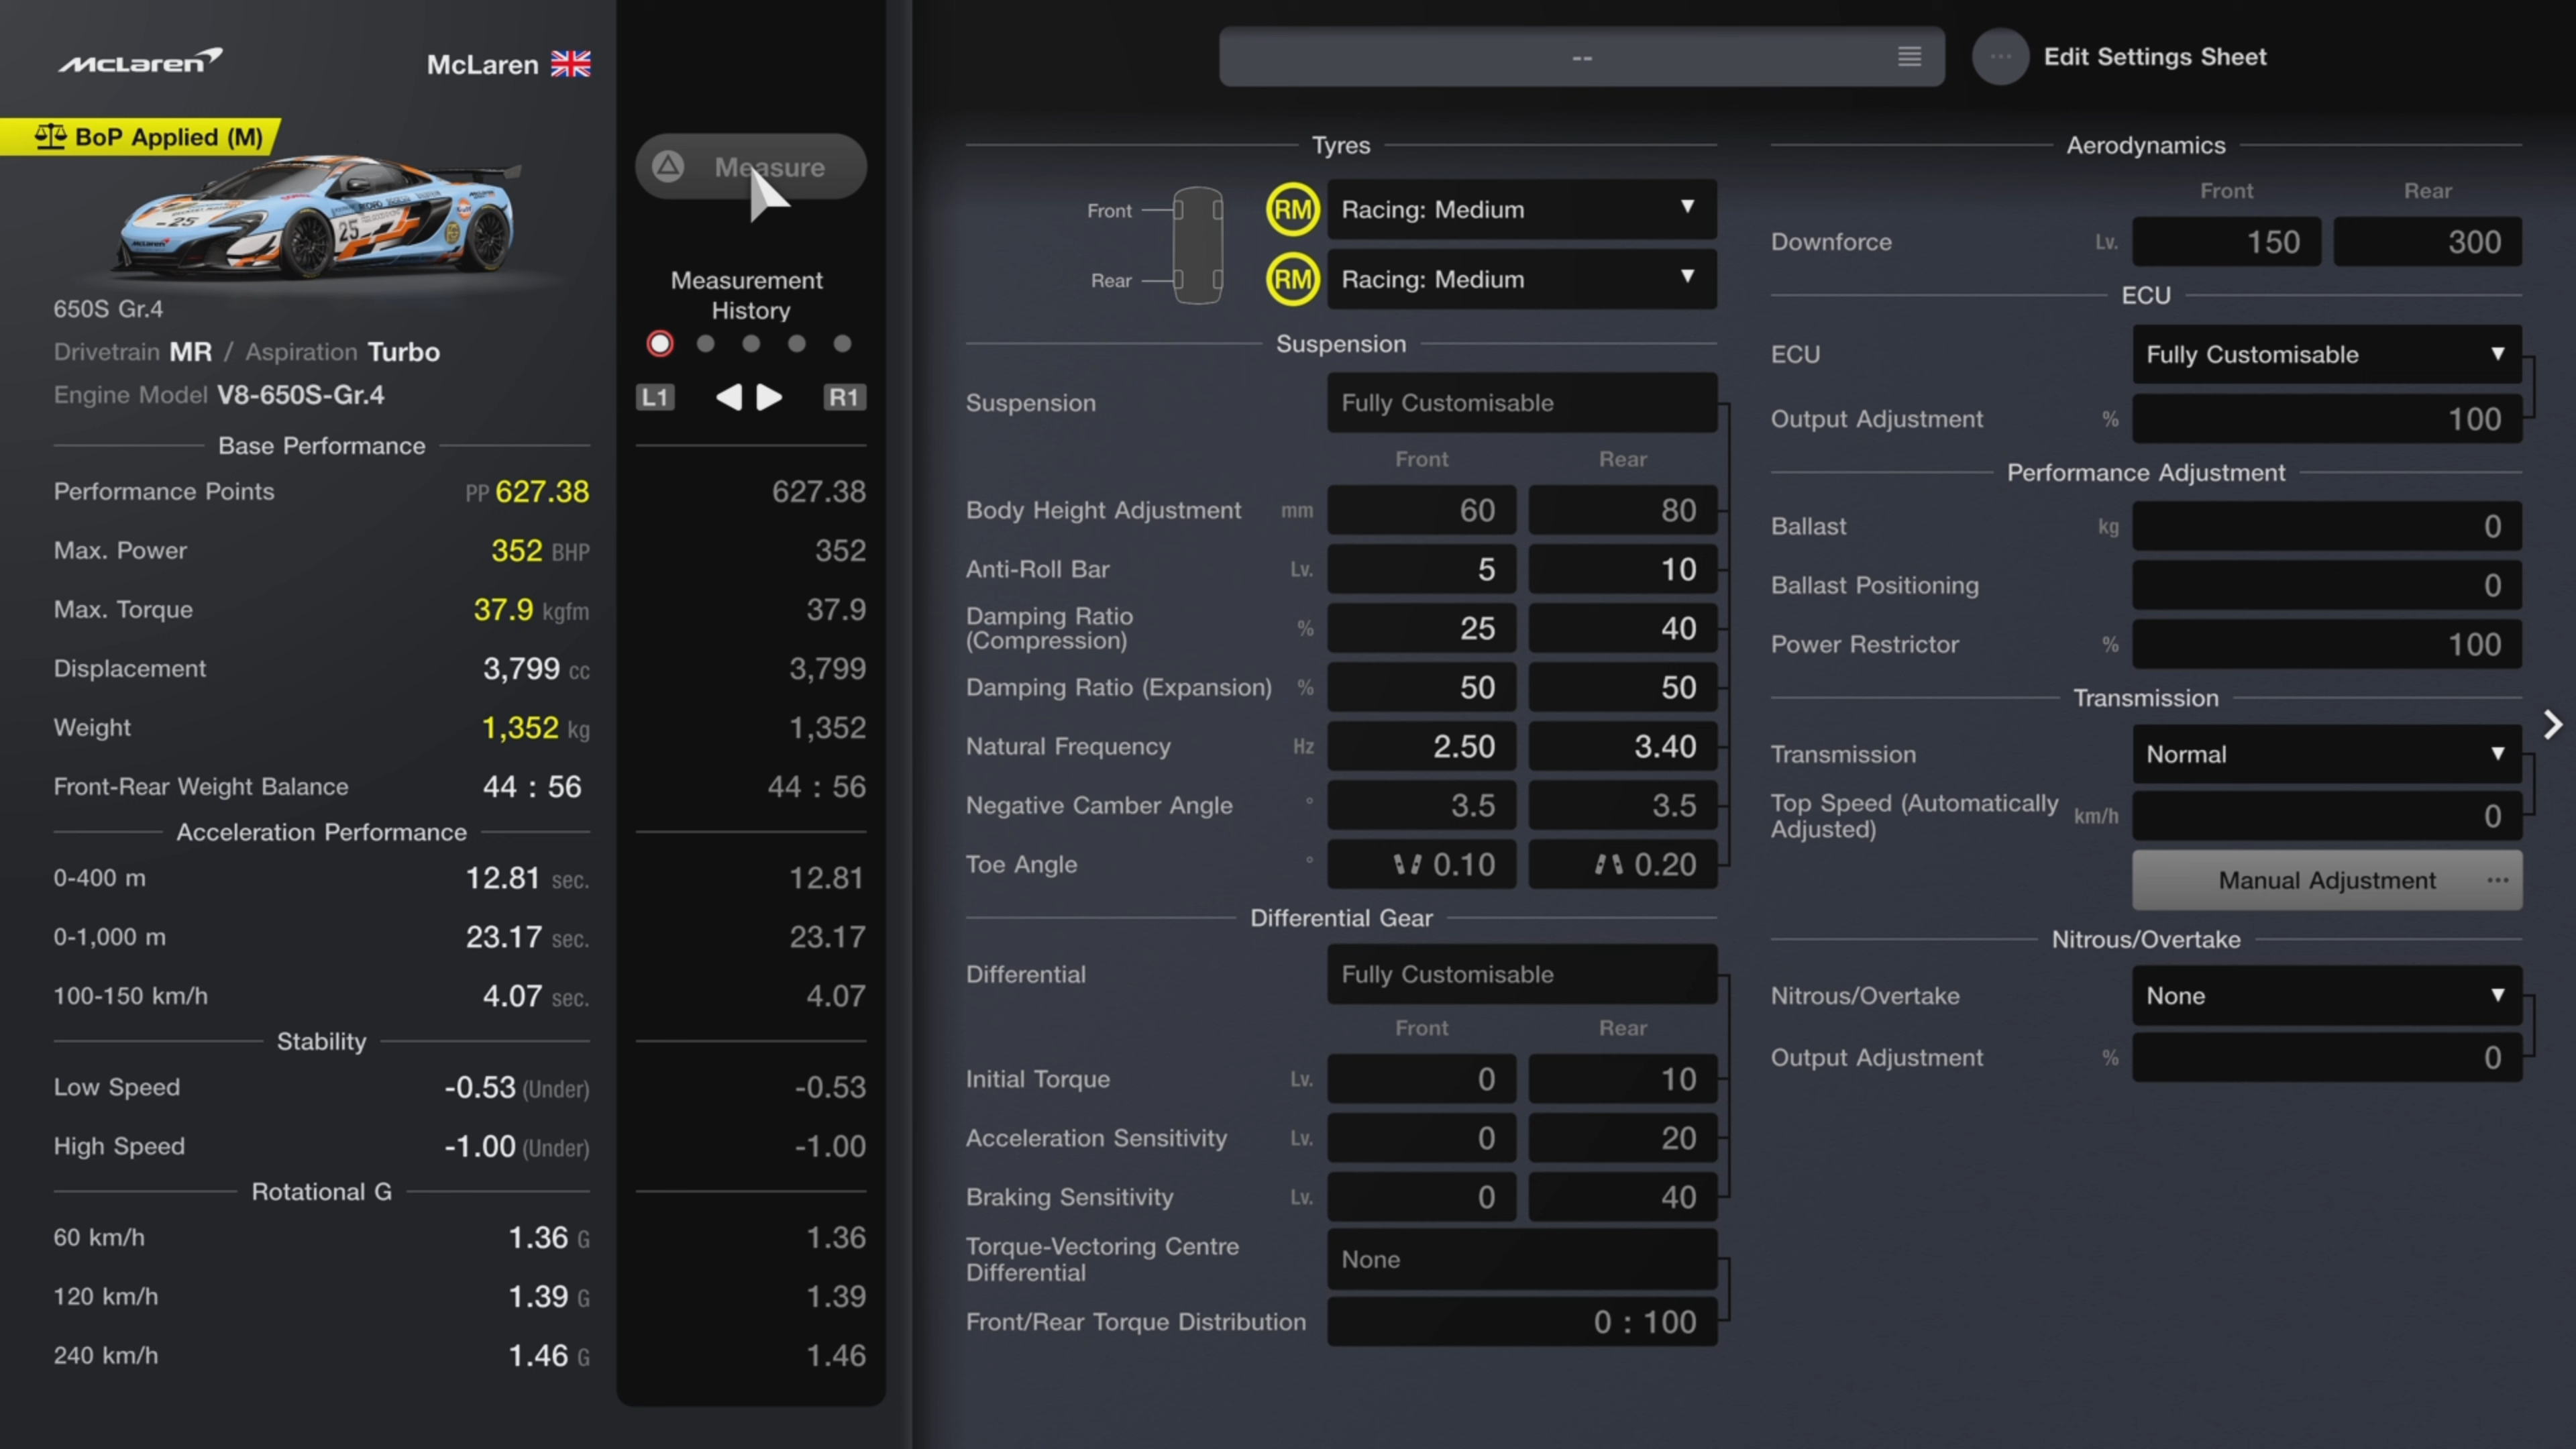 McLaren
McLaren
BoP Applied (M)
25
25
650S Gr.4
Drivetrain MR / Aspiration Turbo
Engine Model V8-650S-Gr.4
Base Performance
Performance Points PP 627.38
Max. Power 352 BHP
Max. Torque 37.9 kgfm
Displacement 3,799 cc
Weight 1,352 kg
Front-Rear Weight Balance 44 : 56
Acceleration Performance
0-400 m 12.81 sec.
0-1,000 m 23.17 sec.
100-150 km/h 4.07 sec.
Stability
Low Speed -0.53 (Under)
High Speed -1.00 (Under)
Rotational G
60 km/h 1.36 G
120 km/h 1.39 G
240 km/h 1.46 G
Measure
Measurement
History
L1 R1
627.38
352
37.9
3,799
1,352
44 : 56
12.81
23.17
4.07
-0.53
-1.00
1.36
1.39
1.46
-- Edit Settings Sheet
Tyres
Front RM Racing: Medium
Rear RM Racing: Medium
Suspension
Suspension Fully Customisable
Front Rear
Body Height Adjustment mm 60 80
Anti-Roll Bar Lv. 5 10
Damping Ratio
(Compression) % 25 40
Damping Ratio (Expansion) % 50 50
Natural Frequency Hz 2.50 3.40
Negative Camber Angle ° 3.5 3.5
Toe Angle ° 0.10 0.20
Differential Gear
Differential Fully Customisable
Front Rear
Initial Torque Lv. 0 10
Acceleration Sensitivity Lv. 0 20
Braking Sensitivity Lv. 0 40
Torque-Vectoring Centre
Differential None
Front/Rear Torque Distribution 0 : 100
Aerodynamics
Front Rear
Downforce Lv. 150 300
ECU
ECU Fully Customisable
Output Adjustment % 100
Performance Adjustment
Ballast kg 0
Ballast Positioning 0
Power Restrictor % 100
Transmission
Transmission Normal
Top Speed (Automatically
Adjusted) km/h 0
Manual Adjustment
Nitrous/Overtake
Nitrous/Overtake None
Output Adjustment % 0